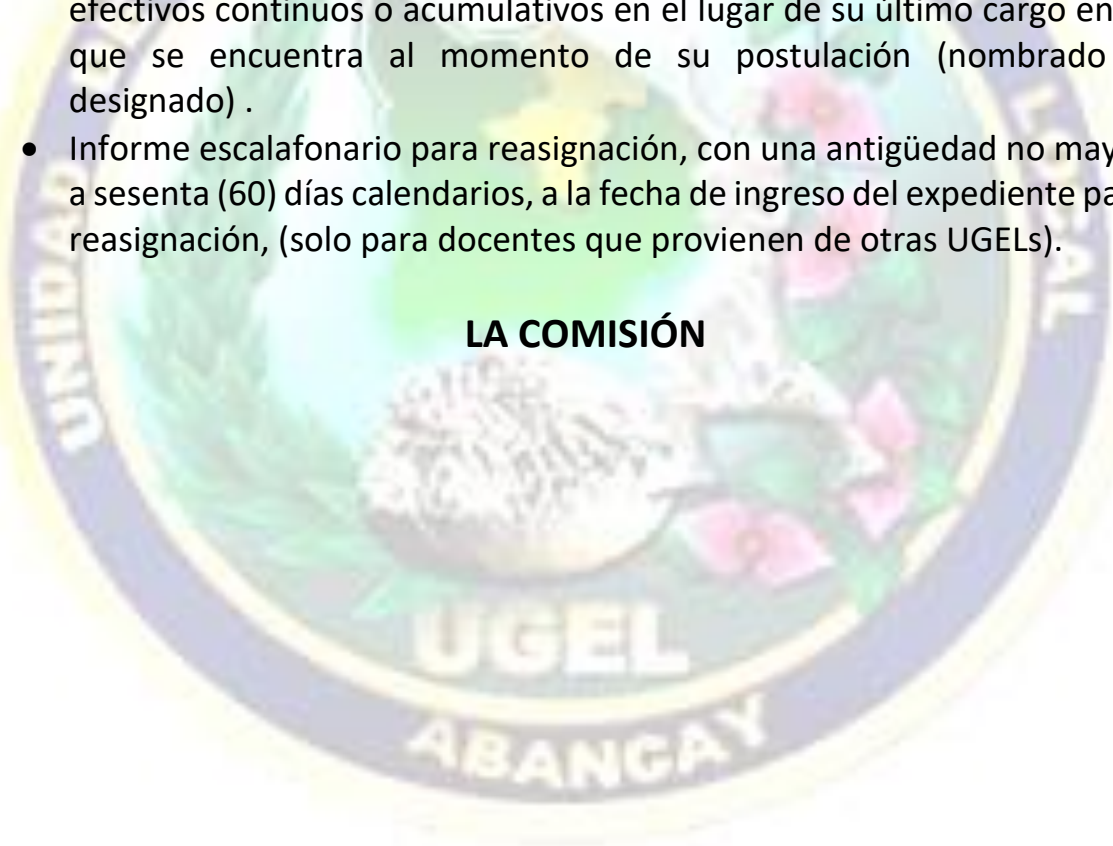 efectivos continuos o acumulativos en el lugar de su último cargo en
que se encuentra al momento de su postulación (nombrado
designado) .
• Informe escalafonario para reasignación, con una antigüedad no may
a sesenta (60) días calendarios, a la fecha de ingreso del expediente pa
reasignación, (solo para docentes que provienen de otras UGELs).
LA COMISIÓN
UNIDAD
LOCAL
UGEL
ABANCAY